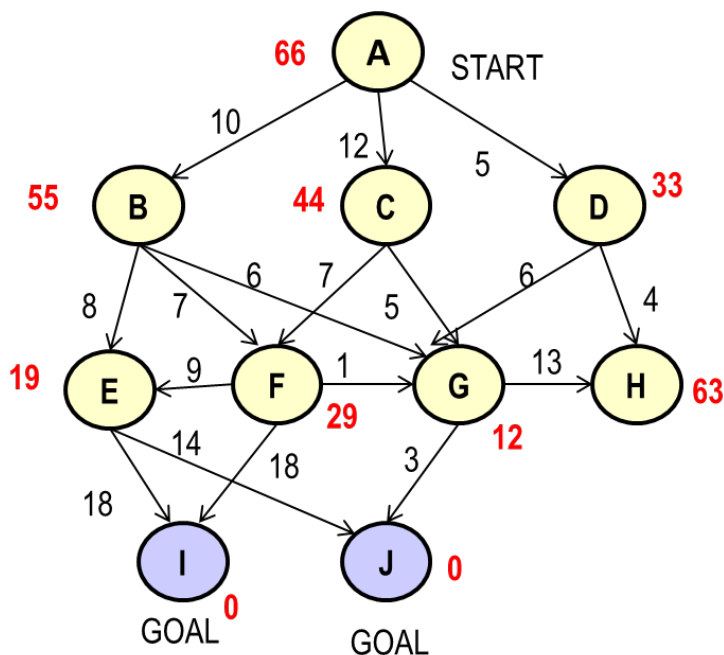 66 A START
10 12 5
55 B 44 C D 33
8 7 6 7 5 6 4
19 E 9 F 1 G 13 H 63
29 12
18 14 18 3
I J 0
0
GOAL GOAL